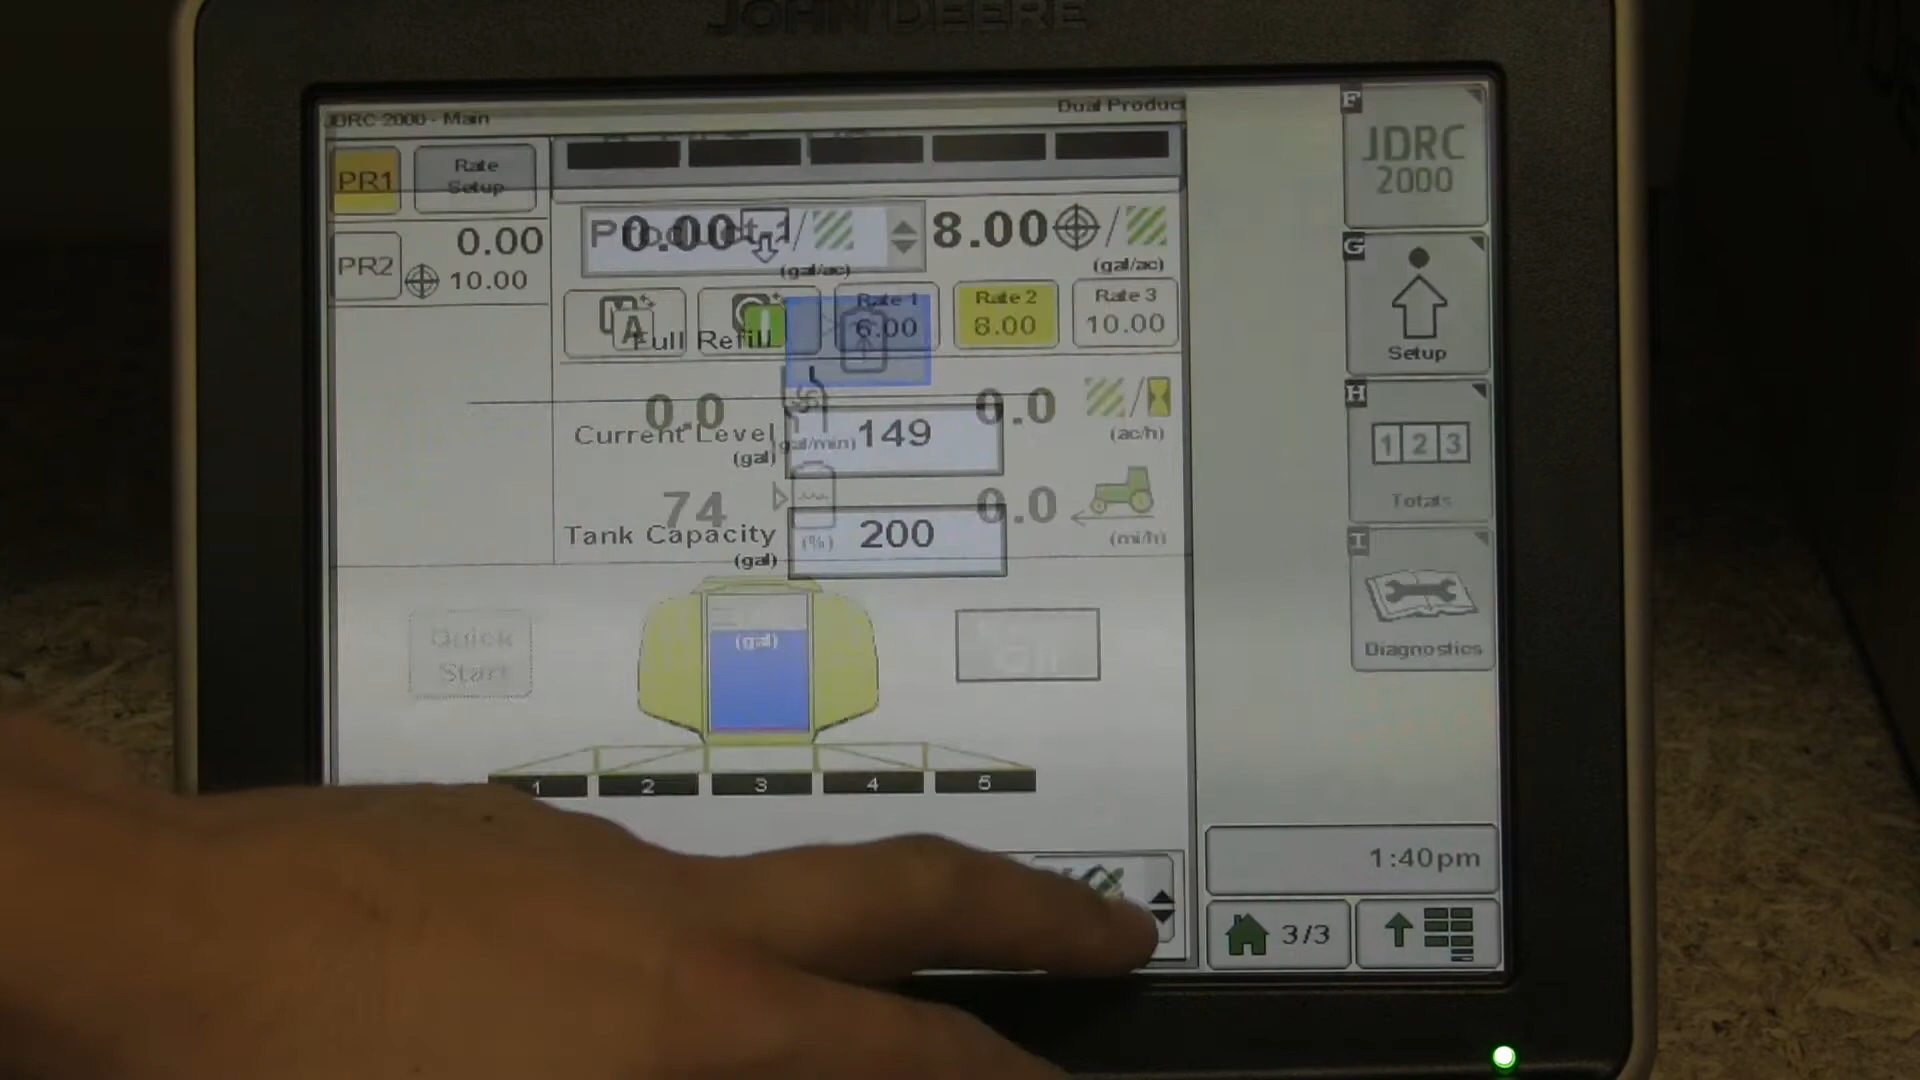 JOHN DEERE
JDRC 2000 - Main
Dual Product
PR1
Rate
Setup
PR2
0.00
10.00
Product 1
0.00
(gal/ac)
8.00
(gal/ac)
A
Full Refill
Rate 1
6.00
Rate 2
8.00
Rate 3
10.00
0.0
(gal/min)
0.0
(ac/h)
Current Level
(gal)
149
74
(%)
0.0
(mi/h)
Tank Capacity
(gal)
200
Quick
Start
(gal)
1
2
3
4
5
F
JDRC
2000
G
Setup
H
1 2 3
Totals
I
Diagnostics
1:40pm
3/3